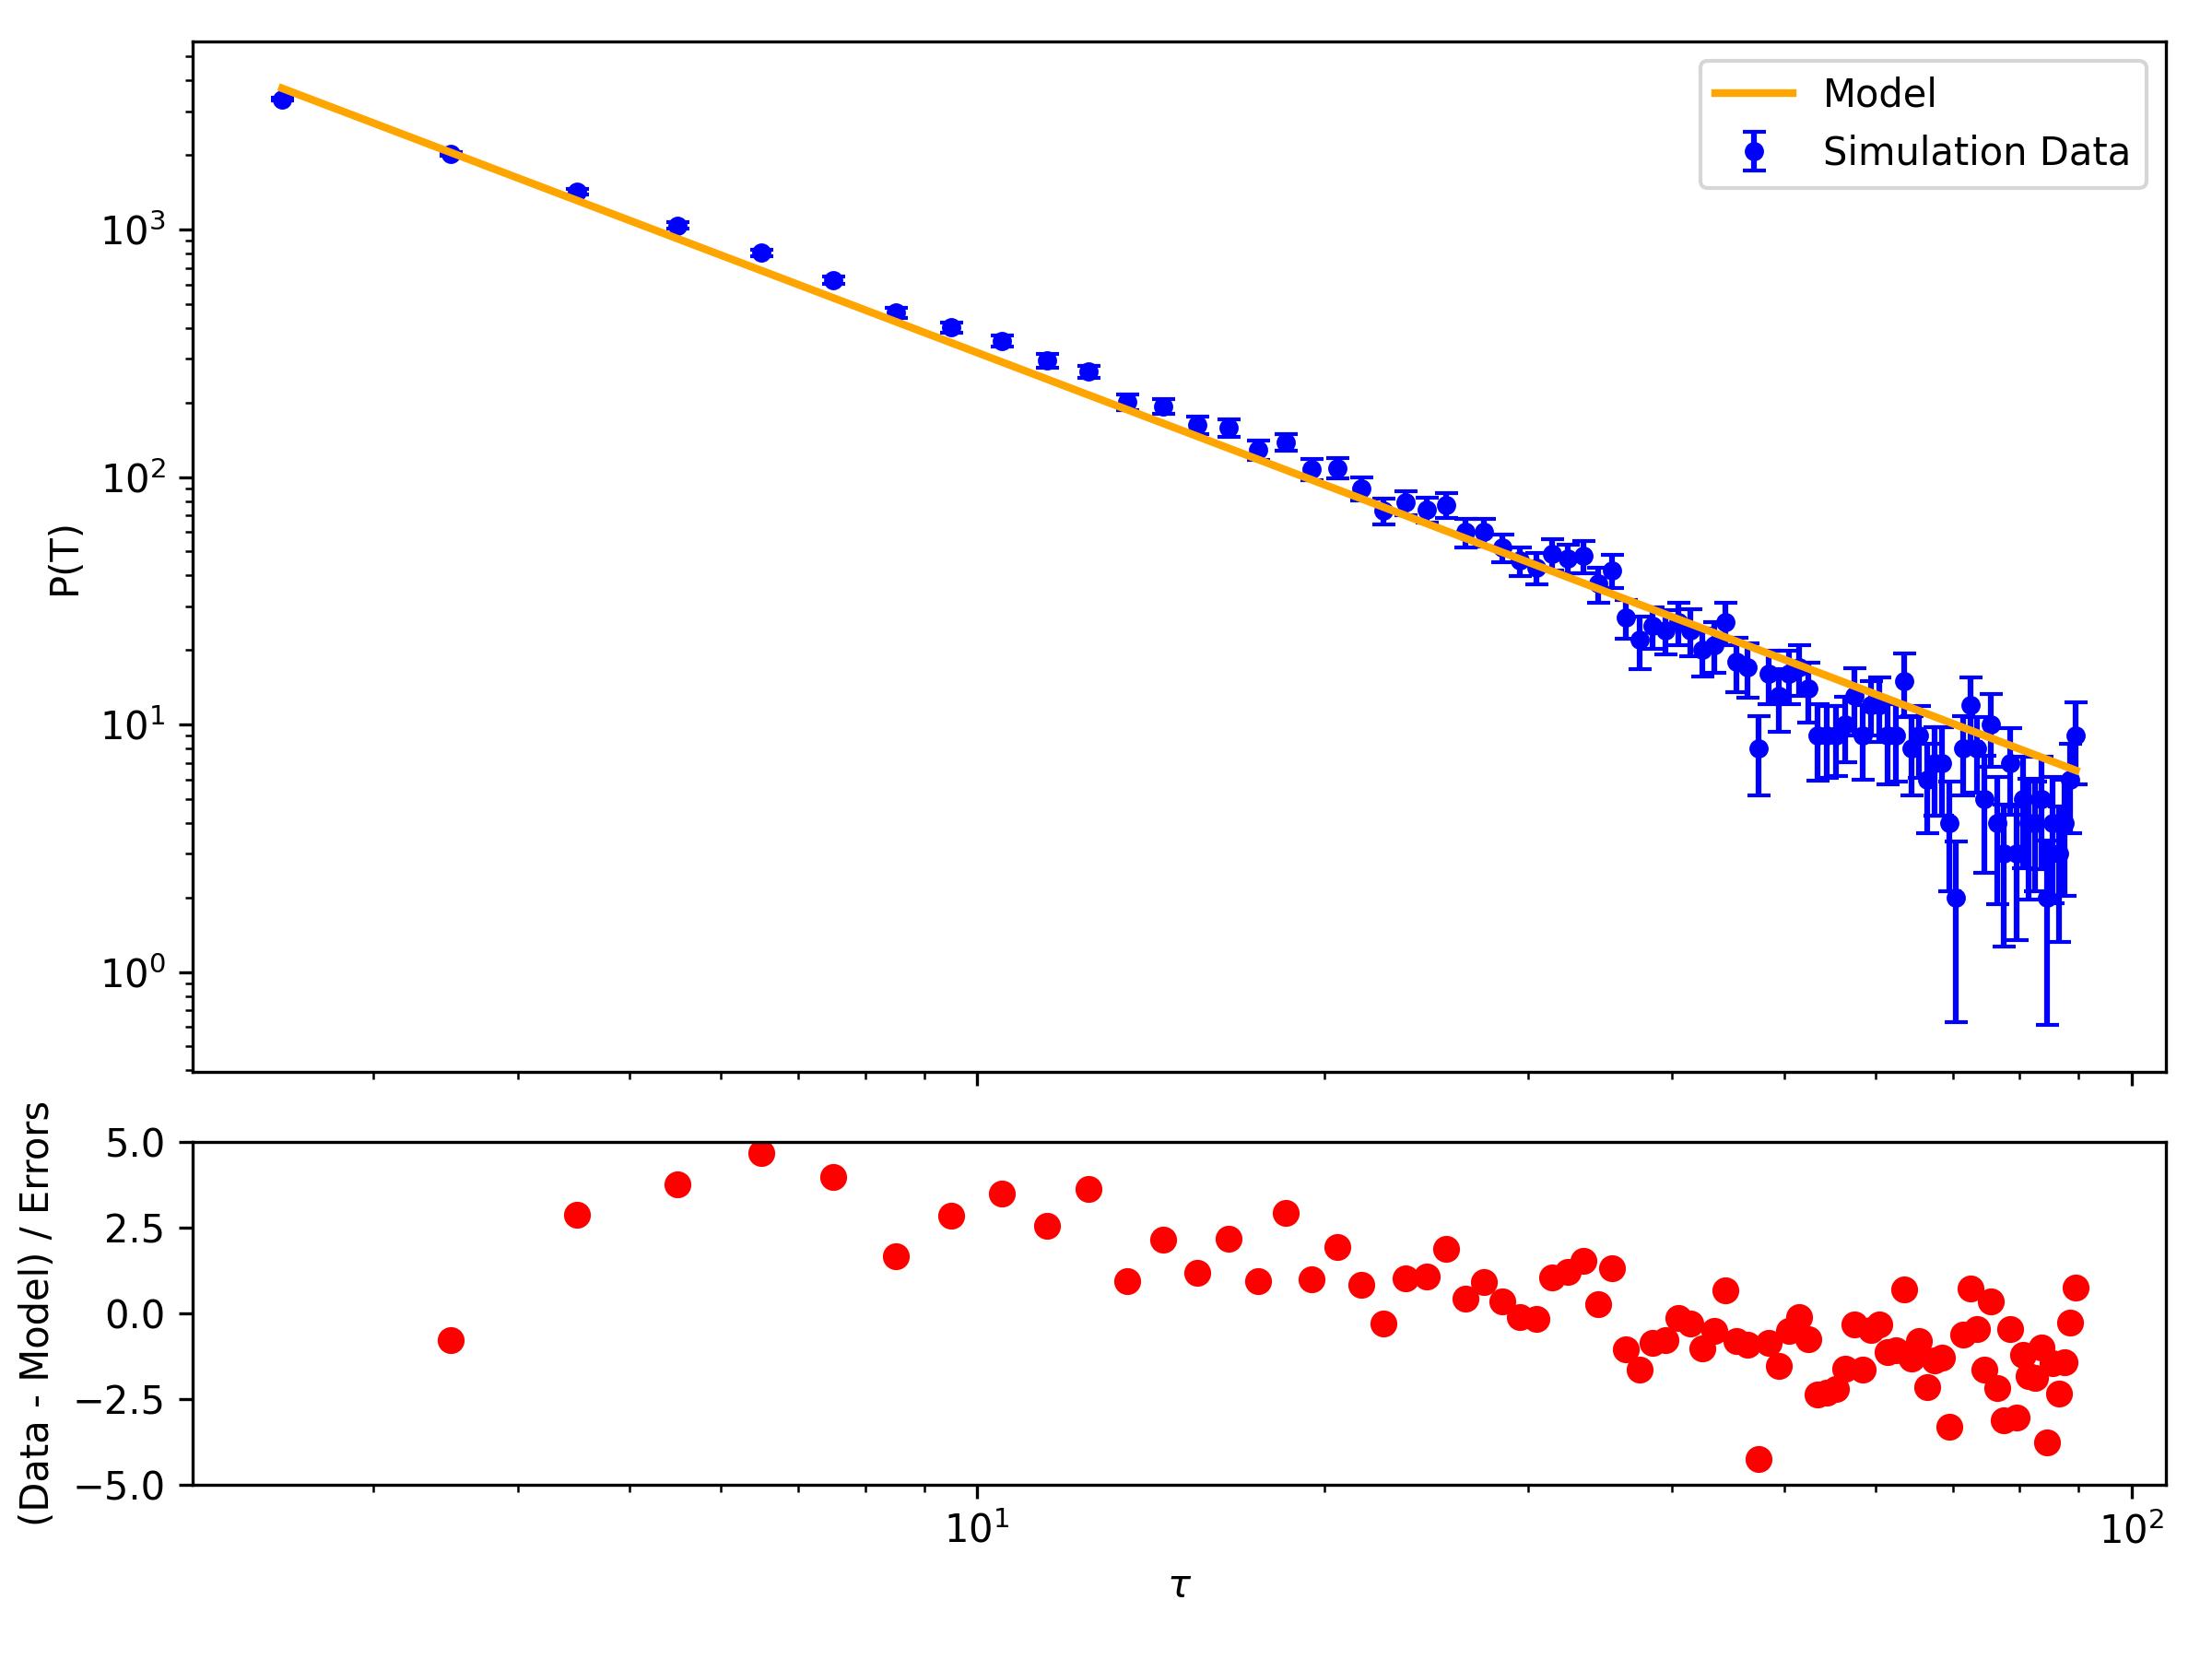 Model
Simulation Data
P(T)
10³
10²
10¹
10⁰
(Data - Model) / Errors
5.0
2.5
0.0
−2.5
−5.0
10¹
10²
τ